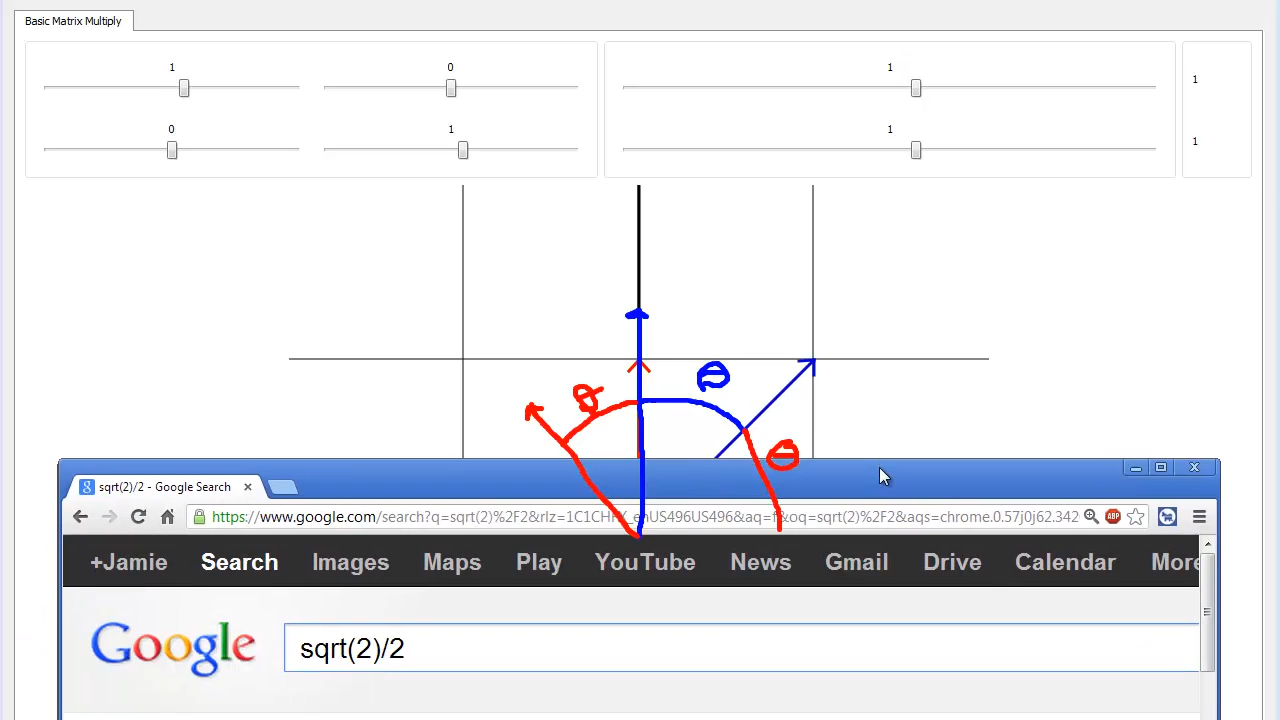 Basic Matrix Multiply
1 0 1 1
0 1 1 1
θ θ θ
sqrt(2)/2 - Google Search
https://www.google.com/search?q=sqrt(2)%2F2&rlz=1C1CHFX_enUS496US496&aq=f&oq=sqrt(2)%2F2&aqs=chrome.0.57j0j62.342
+Jamie Search Images Maps Play YouTube News Gmail Drive Calendar More
Google sqrt(2)/2